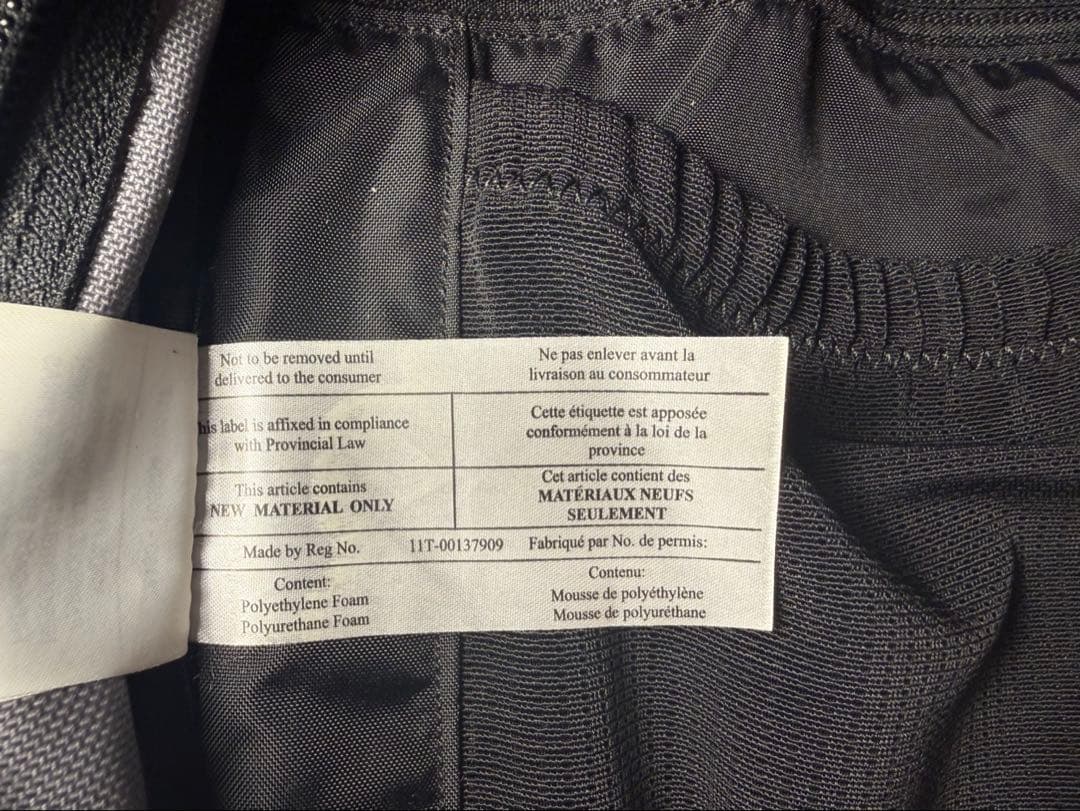 Not to be removed until
delivered to the consumer
Ne pas enlever avant la
livraison au consommateur
his label is affixed in compliance
with Provincial Law
Cette étiquette est apposée
conformément à la loi de la
province
This article contains
NEW MATERIAL ONLY
Cet article contient des
MATÉRIAUX NEUFS
SEULEMENT
Made by Reg No. 11T-00137909 Fabriqué par No. de permis:
Content:
Polyethylene Foam
Polyurethane Foam
Contenu:
Mousse de polyéthylène
Mousse de polyuréthane